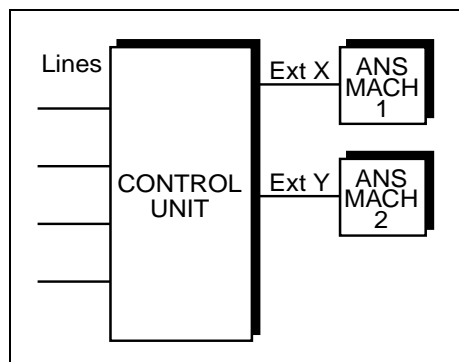 Lines
CONTROL
UNIT
Ext X
ANS
MACH
1
Ext Y
ANS
MACH
2